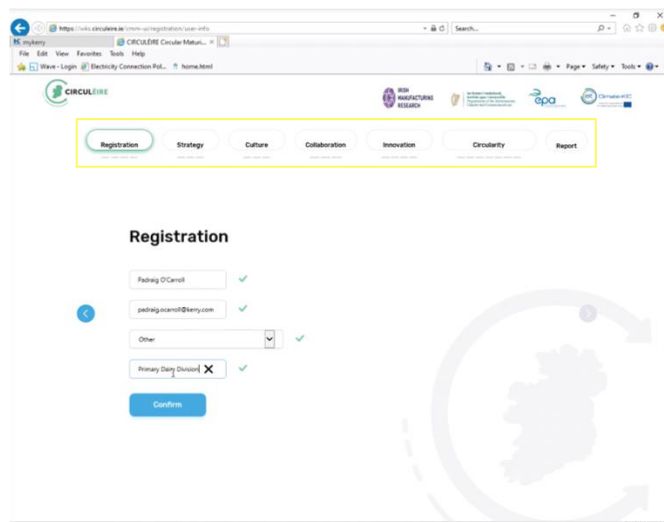 https://wiki.circuleire.ie/cmm-ui/registration/user-info
Search...
mykerry
CIRCULÉIRE Circular Maturi...
File Edit View Favorites Tools Help
Wave - Login
Electricity Connection Pol...
home.html
Page Safety Tools
CIRCULÉIRE
IRISH
MANUFACTURING
RESEARCH
epa
Climate-KIC
Registration Strategy Culture Collaboration Innovation Circularity Report
Registration
Padraig O'Carroll
padraig.ocarroll@kerry.com
Other
Primary Dairy Division
Confirm